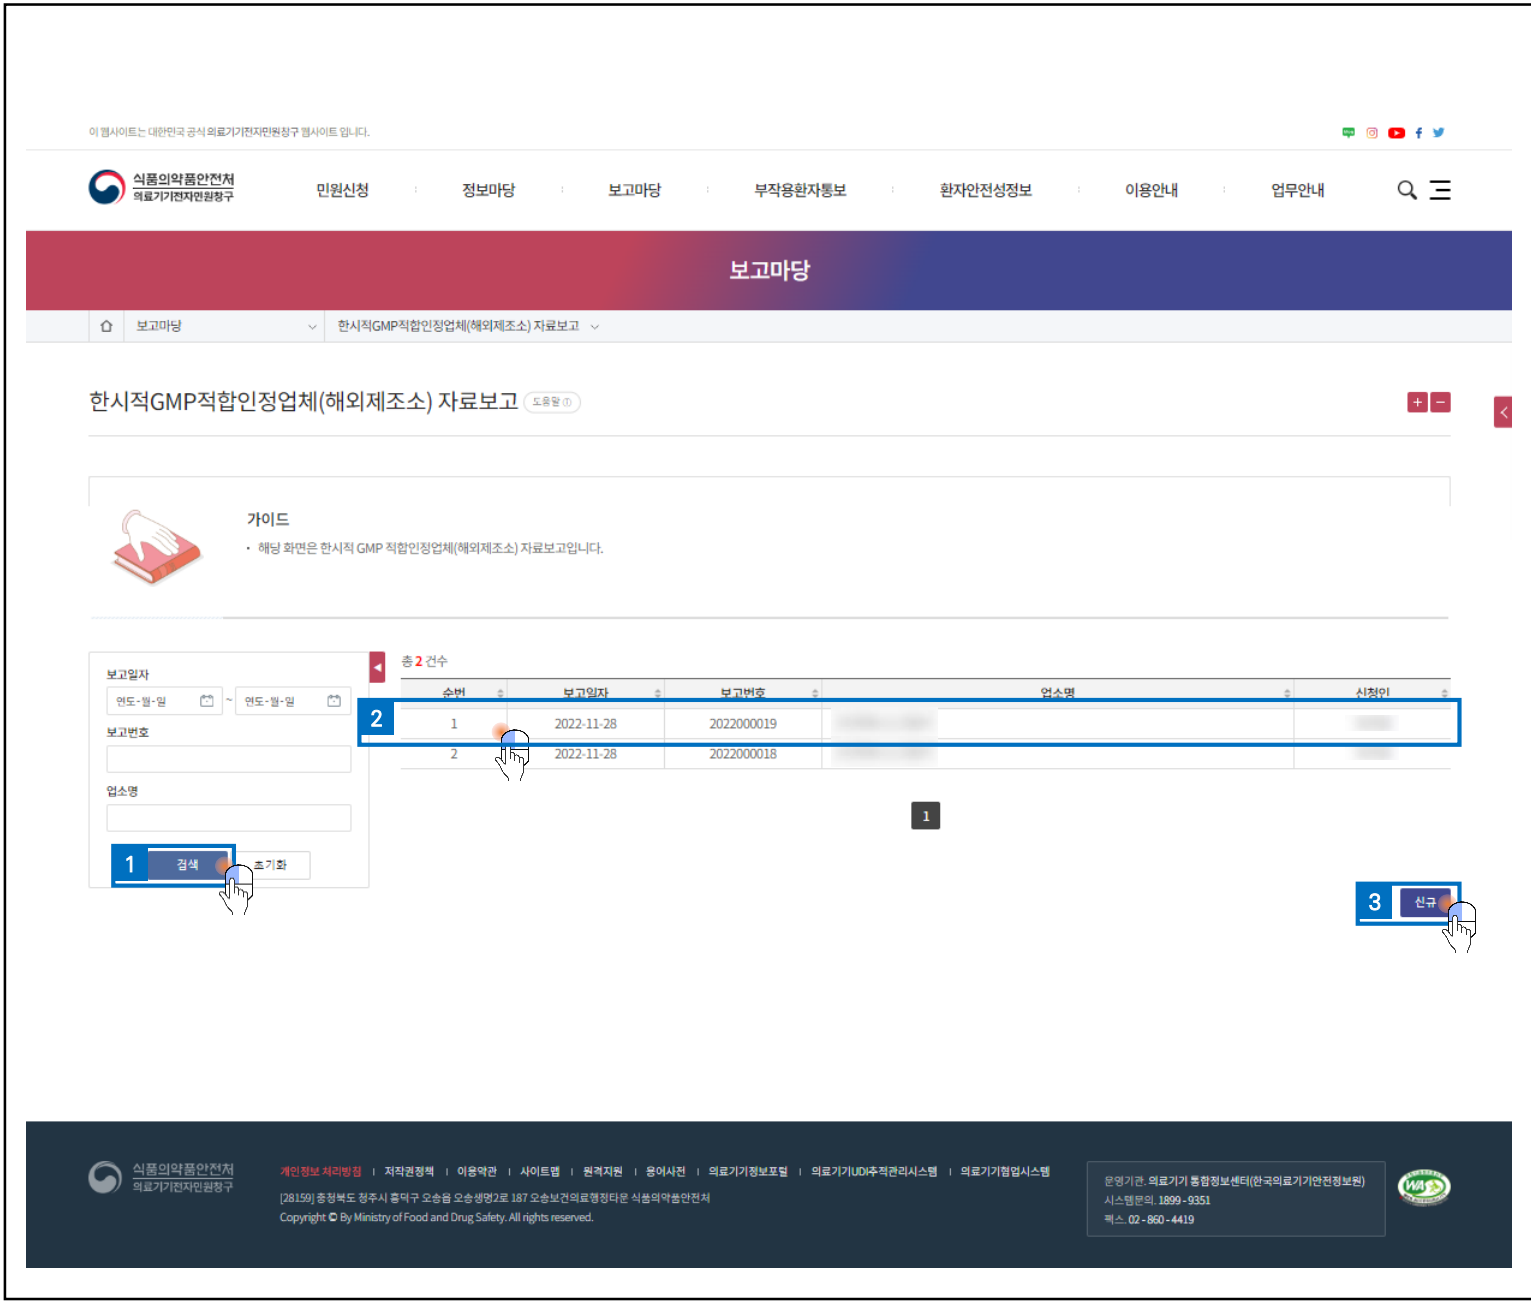 이 웹사이트는 대한민국 공식 의료기기전자민원창구 웹사이트 입니다.
식품의약품안전처
의료기기전자민원창구
민원신청 정보마당 보고마당 부작용환자통보 환자안전성정보 이용안내 업무안내
보고마당
보고마당 한시적GMP적합인정업체(해외제조소) 자료보고
한시적GMP적합인정업체(해외제조소) 자료보고 도움말
가이드
• 해당 화면은 한시적 GMP 적합인정업체(해외제조소) 자료보고입니다.
보고일자
연도-월-일 ~ 연도-월-일
보고번호
업소명
1 검색 초기화
총 2 건수
순번 보고일자 보고번호 업소명 신청인
2
1 2022-11-28 2022000019
2 2022-11-28 2022000018
1
3 신규
식품의약품안전처
의료기기전자민원창구
개인정보 처리방침 | 저작권정책 | 이용약관 | 사이트맵 | 원격지원 | 용어사전 | 의료기기정보포털 | 의료기기UDI추적관리시스템 | 의료기기협업시스템
[28159] 충청북도 청주시 흥덕구 오송읍 오송생명2로 187 오송보건의료행정타운 식품의약품안전처
Copyright © By Ministry of Food and Drug Safety. All rights reserved.
운영기관. 의료기기 통합정보센터(한국의료기기안전정보원)
시스템문의. 1899 - 9351
팩스. 02 - 860 - 4419
WA